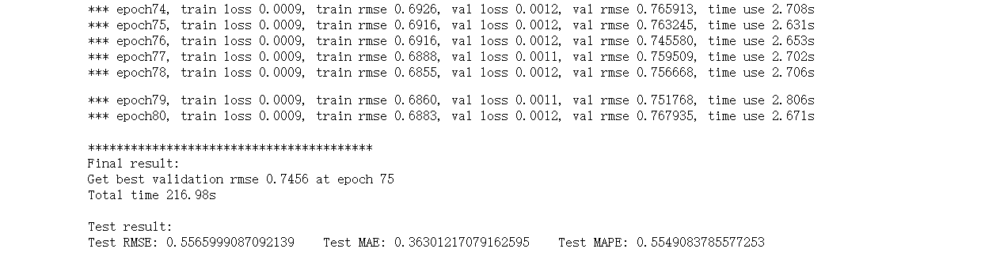 *** epoch74, train loss 0.0009, train rmse 0.6926, val loss 0.0012, val rmse 0.765913, time use 2.708s
*** epoch75, train loss 0.0009, train rmse 0.6916, val loss 0.0012, val rmse 0.763245, time use 2.631s
*** epoch76, train loss 0.0009, train rmse 0.6916, val loss 0.0012, val rmse 0.745580, time use 2.653s
*** epoch77, train loss 0.0009, train rmse 0.6888, val loss 0.0011, val rmse 0.759509, time use 2.702s
*** epoch78, train loss 0.0009, train rmse 0.6855, val loss 0.0012, val rmse 0.756668, time use 2.706s
*** epoch79, train loss 0.0009, train rmse 0.6860, val loss 0.0011, val rmse 0.751768, time use 2.806s
*** epoch80, train loss 0.0009, train rmse 0.6883, val loss 0.0012, val rmse 0.767935, time use 2.671s
****************************************
Final result:
Get best validation rmse 0.7456 at epoch 75
Total time 216.98s
Test result:
Test RMSE: 0.5565999087092139    Test MAE: 0.36301217079162595    Test MAPE: 0.5549083785577253